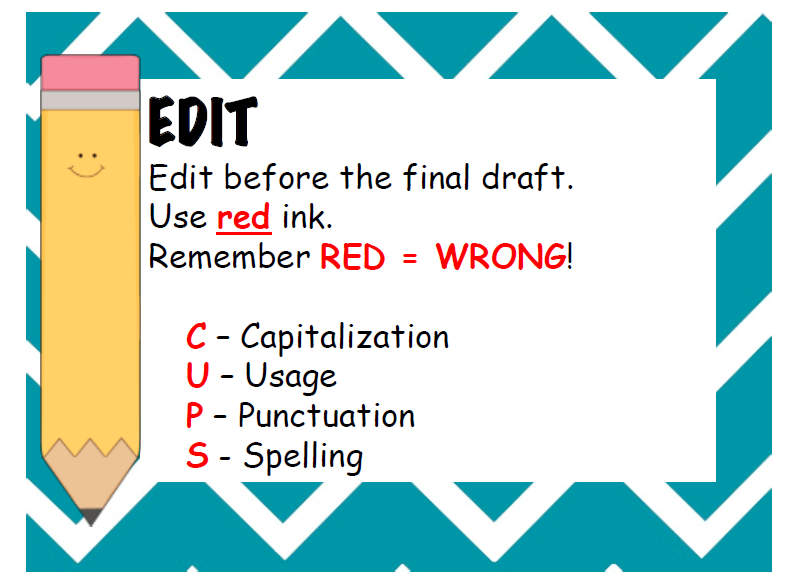 EDIT
Edit before the final draft.
Use red ink.
Remember RED = WRONG!
C – Capitalization
U – Usage
P – Punctuation
S - Spelling